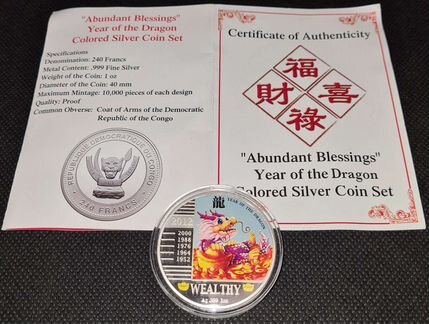 "Abundant Blessings"
Year of the Dragon
Colored Silver Coin Set
Specifications
Denomination: 240 Francs
Metal Content: .999 Fine Silver
Weight of the Coin: 1 oz
Diameter of the Coin: 40 mm
Maximum Mintage: 10,000 pieces of each design
Quality: Proof
Common Obverse: Coat of Arms of the Democratic
Republic of the Congo
REPUBLIQUE DEMOCRATIQUE DU CONGO
240 FRANCS
Certificate of Authenticity
福
財 喜
祿
"Abundant Blessings"
Year of the Dragon
Colored Silver Coin Set
龍
YEAR OF THE DRAGON
2012
2000
1988
1976
1964
1952
WEALTHY
Ag .999 1oz